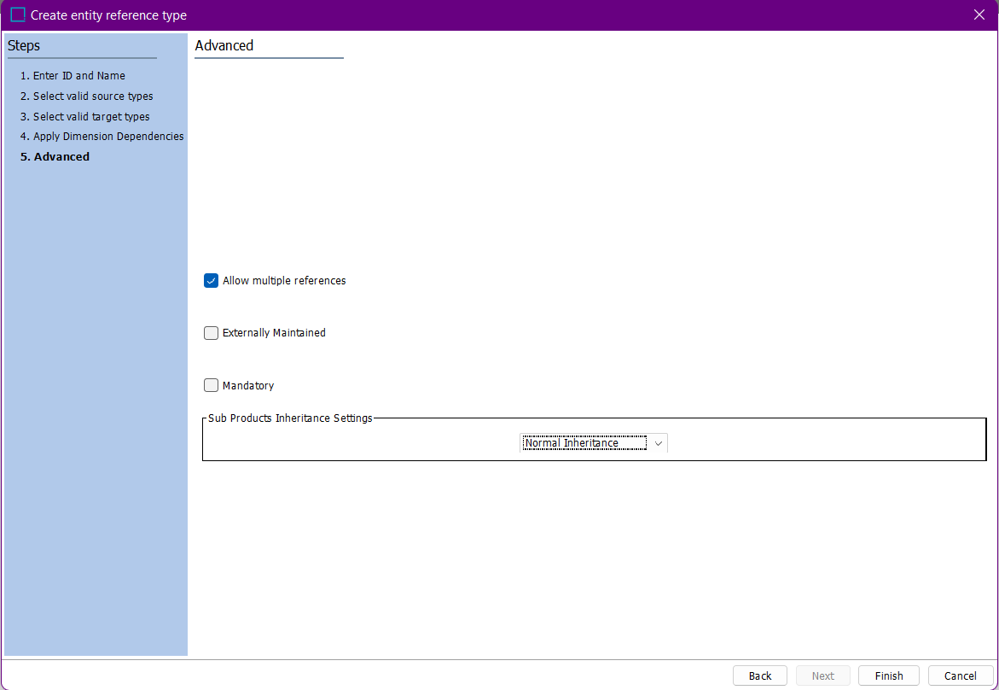 Create entity reference type
Steps
1. Enter ID and Name
2. Select valid source types
3. Select valid target types
4. Apply Dimension Dependencies
5. Advanced
Advanced
Allow multiple references
Externally Maintained
Mandatory
Sub Products Inheritance Settings
Normal Inheritance
Back
Next
Finish
Cancel